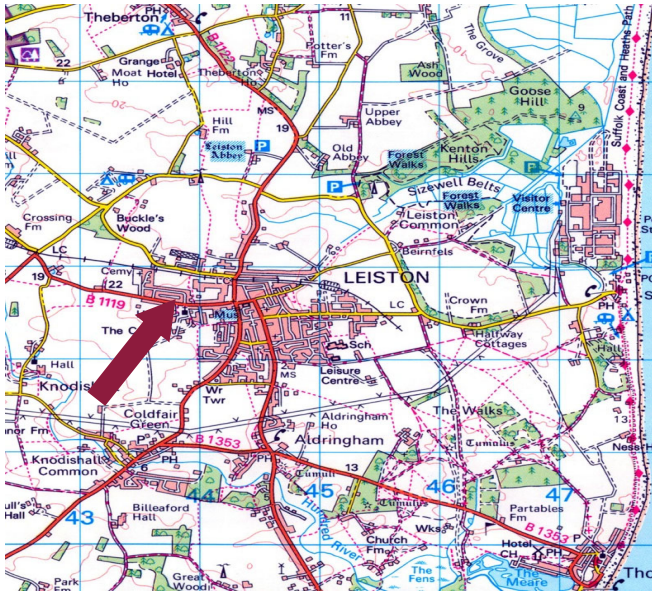 Theberton
PH
11
B 1122
22
Grange
Moat Hotel
Ho
Theberton
Ho
Potter's
Fm
Ash
Wood
The Grove
10
Goose
Hill
9
Suffolk Coast and Heaths Path
20
MS
19
Hill
Fm
Leiston
Abbey
P
Upper
Abbey
Old
Abbey
Forest
Walks
Kenton
Hills
P
P
Sizewell Belts
Forest
Walks
Visitor
Centre
Buckle's
Wood
Crossing
Fm
LC
Leiston
Common
Beirnfels
19
Cemy
22
B 1119
LEISTON
Mus
LC
Crown
Fm
PH
Halfway
Cottages
Hall
Sch
Leisure
Centre
Hall
MS
Wr
Twr
Coldfair
Green
Aldringham
Ho
The Walks
13
P
B 1353
Aldringham
Tumulus
Ness
Knodishall
Common
6
PH
PH
Tumuli
13
43
44
45
46
47
Hall
Billeaford
Hall
Hundred River
Tumulus
Wks
Partables
Fm
B 1353
Church
Fm
Hotel
CH
PH
P
Park
Fm
Great
Wood
The
Fens
The
Meare